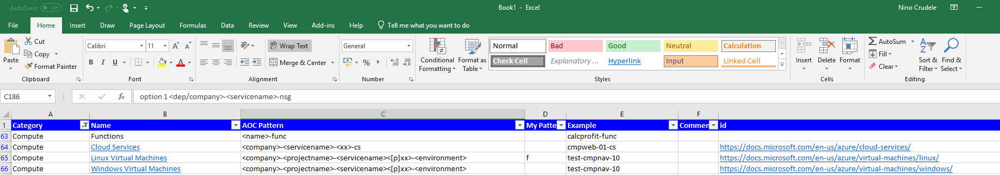 AutoSave Off Book1 - Excel Nino Crudele
File Home Insert Draw Page Layout Formulas Data Review View Add-ins Help Tell me what you want to do
Paste
Cut
Copy
Format Painter
Clipboard
Calibri 11
B I U
Font
Wrap Text
Merge & Center
Alignment
General
% ,
Number
Conditional Formatting
Format as Table
Normal Bad Good Neutral Calculation
Check Cell Explanatory ... Hyperlink Input Linked Cell
Styles
Insert Delete Format
Cells
AutoSum
Fill
Clear
Sort & Filter
Find & Select
Editing
C186 fx option 1 <dep/company>-<servicename>-nsg
A B C D E F
1 Category Name AOC Pattern My Patte Example Commen id
63 Compute Functions <name>-func calcprofit-func
64 Compute Cloud Services <company>-<servicename>-<xx>-cs cmpweb-01-cs https://docs.microsoft.com/en-us/azure/cloud-services/
65 Compute Linux Virtual Machines <company>-<projectname>-<servicename><[p]xx>-<environment> f test-cmpnav-10 https://docs.microsoft.com/en-us/azure/virtual-machines/linux/
66 Compute Windows Virtual Machines <company>-<projectname>-<servicename><[p]xx>-<environment> test-cmpnav-10 https://docs.microsoft.com/en-us/azure/virtual-machines/windows/